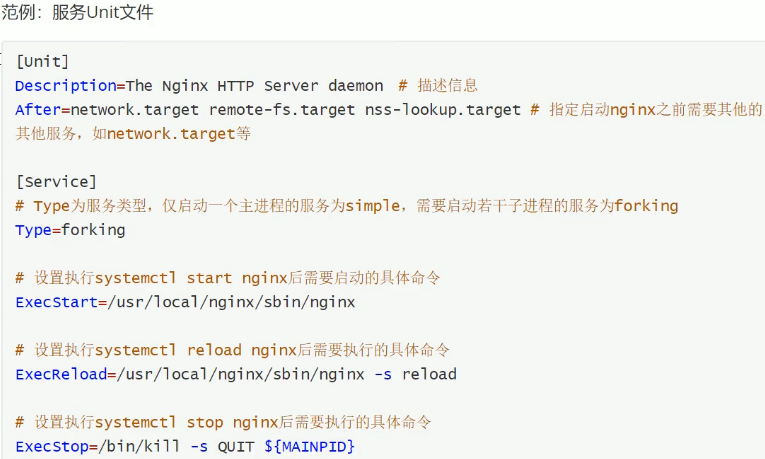 范例：服务Unit文件
[Unit]
Description=The Nginx HTTP Server daemon  # 描述信息
After=network.target remote-fs.target nss-lookup.target # 指定启动nginx之前需要其他的
其他服务，如network.target等
[Service]
# Type为服务类型，仅启动一个主进程的服务为simple，需要启动若干子进程的服务为forking
Type=forking
# 设置执行systemctl start nginx后需要启动的具体命令
ExecStart=/usr/local/nginx/sbin/nginx
# 设置执行systemctl reload nginx后需要执行的具体命令
ExecReload=/usr/local/nginx/sbin/nginx -s reload
# 设置执行systemctl stop nginx后需要执行的具体命令
ExecStop=/bin/kill -s QUIT ${MAINPID}